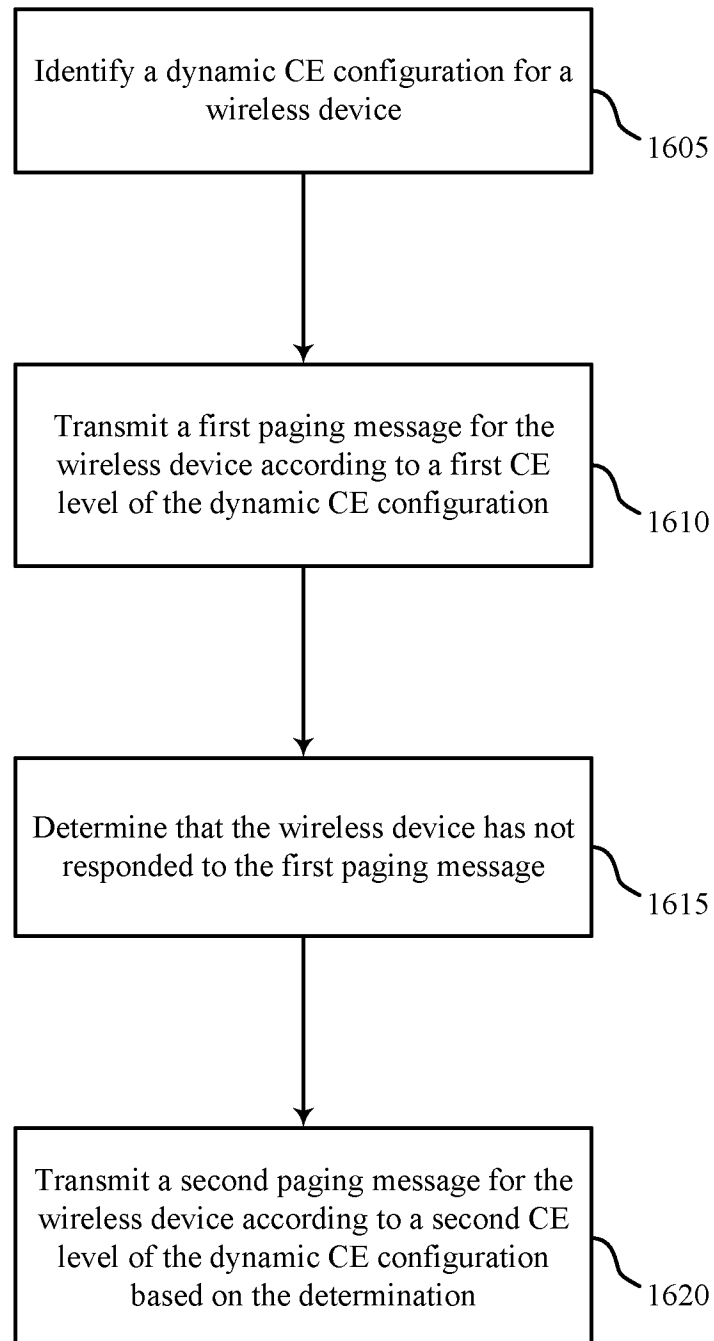 Identify a dynamic CE configuration for a
wireless device
1605
Transmit a first paging message for the
wireless device according to a first CE
level of the dynamic CE configuration
1610
Determine that the wireless device has not
responded to the first paging message
1615
Transmit a second paging message for the
wireless device according to a second CE
level of the dynamic CE configuration
based on the determination
1620